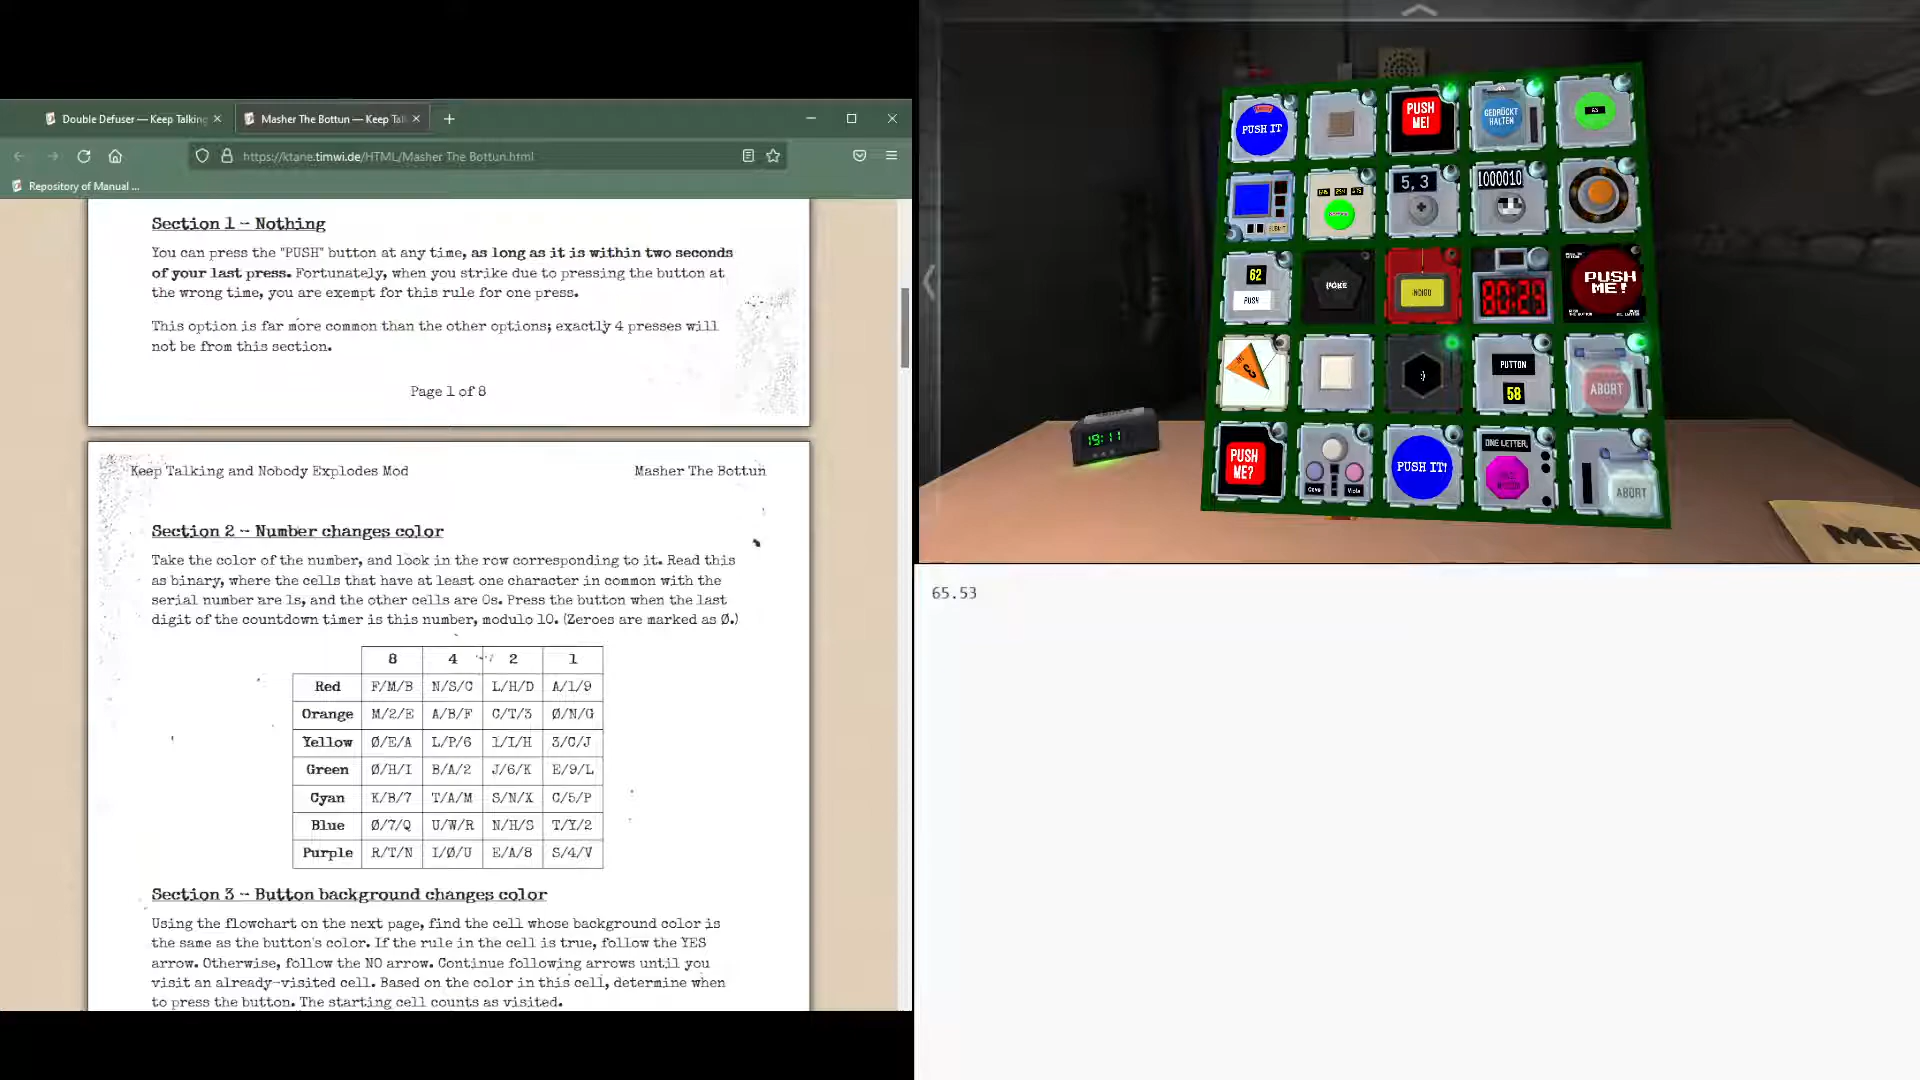 Double Defuser — Keep Talking
Masher The Bottun — Keep Talk
https://ktane.timwi.de/HTML/Masher The Bottun.html
Repository of Manual ...
Section 1 – Nothing
You can press the "PUSH" button at any time, as long as it is within two seconds
of your last press. Fortunately, when you strike due to pressing the button at
the wrong time, you are exempt for this rule for one press.
This option is far more common than the other options; exactly 4 presses will
not be from this section.
Page 1 of 8
Keep Talking and Nobody Explodes Mod
Masher The Bottun
Section 2 – Number changes color
Take the color of the number, and look in the row corresponding to it. Read this
as binary, where the cells that have at least one character in common with the
serial number are 1s, and the other cells are 0s. Press the button when the last
digit of the countdown timer is this number, modulo 10. (Zeroes are marked as Ø.)
8 4 2 1
Red F/M/B N/S/C L/H/D A/1/9
Orange M/2/E A/B/F C/T/3 Ø/N/G
Yellow Ø/E/A L/P/6 1/I/H 3/C/J
Green Ø/H/I B/A/2 J/6/K E/9/L
Cyan K/B/7 T/A/M S/N/X C/5/P
Blue Ø/7/Q U/W/R N/H/S T/Y/2
Purple R/T/N I/Ø/U E/A/8 S/4/V
Section 3 – Button background changes color
Using the flowchart on the next page, find the cell whose background color is
the same as the button's color. If the rule in the cell is true, follow the YES
arrow. Otherwise, follow the NO arrow. Continue following arrows until you
visit an already-visited cell. Based on the color in this cell, determine when
to press the button. The starting cell counts as visited.
PUSH IT
PUSH
ME!
GEDRÜCKT
HALTEN
SUBMIT
5, 3
1000010
62
PUSH
POKE
INDIGO
80:29
PUSH
ME!
3
:)
PUTTON
58
ABORT
19:11
PUSH
ME?
PUSH IT!
ONE LETTER,
ABORT
65.53